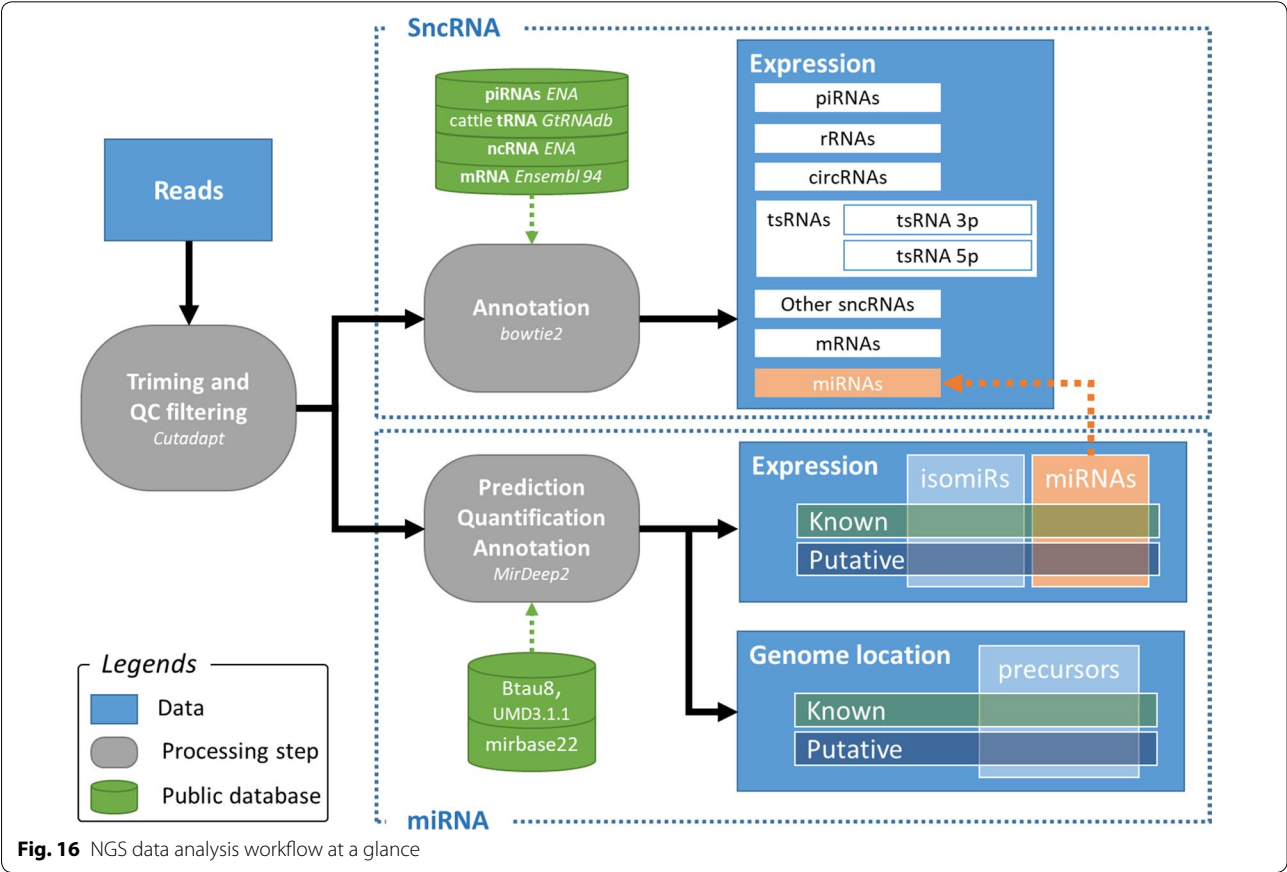 SncRNA
piRNAs ENA
cattle tRNA GtRNAdb
ncRNA ENA
mRNA Ensembl 94
Reads
Triming and
QC filtering
Cutadapt
Annotation
bowtie2
Expression
piRNAs
rRNAs
circRNAs
tsRNAs
tsRNA 3p
tsRNA 5p
Other sncRNAs
mRNAs
miRNAs
Prediction
Quantification
Annotation
MirDeep2
Btau8,
UMD3.1.1
mirbase22
Expression
isomiRs
miRNAs
Known
Putative
Genome location
precursors
Known
Putative
miRNA
Legends
Data
Processing step
Public database
Fig. 16 NGS data analysis workflow at a glance